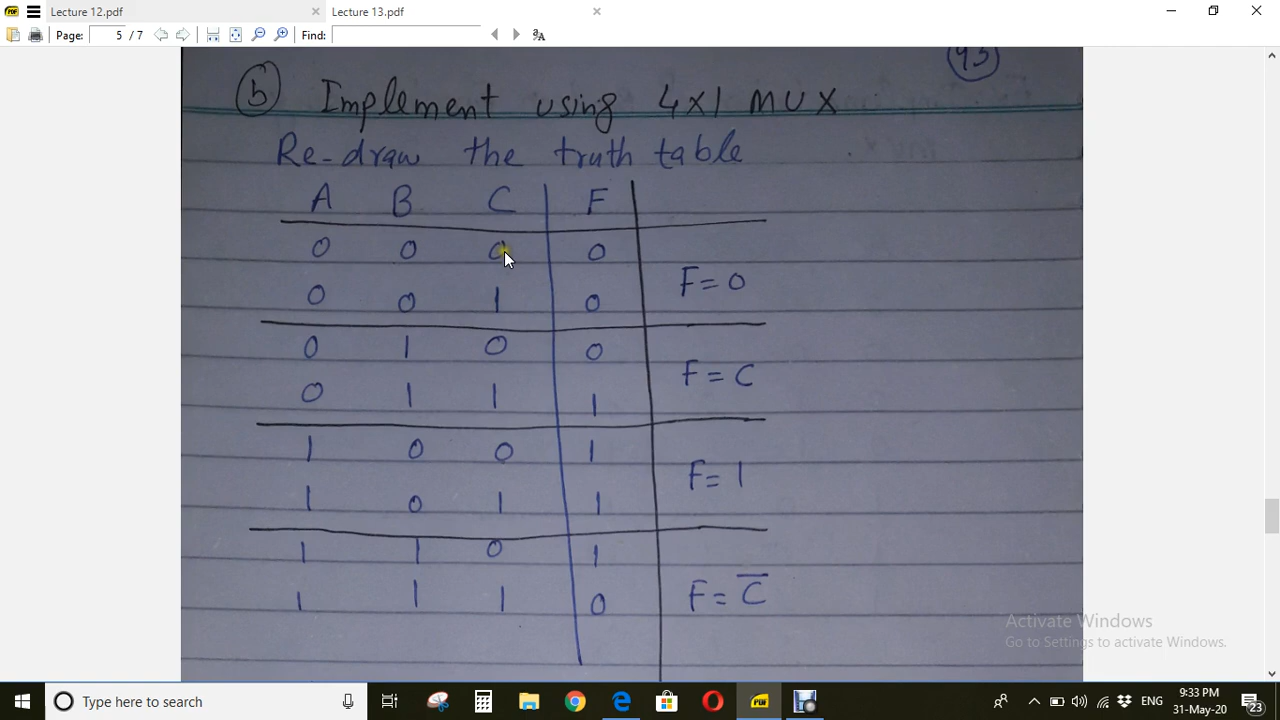 Lecture 12.pdf
Lecture 13.pdf
Page: 5 / 7 Find:
93
b Implement using 4x1 MUX
Re-draw the truth table
A B C F
0 0 0 0
F=0
0 0 1 0
0 1 0 0
F=C
0 1 1 1
1 0 0 1
F=1
1 0 1 1
1 1 0 1
F=C̅
1 1 1 0
Activate Windows
Go to Settings to activate Windows.
Type here to search
ENG
9:33 PM
31-May-20
23